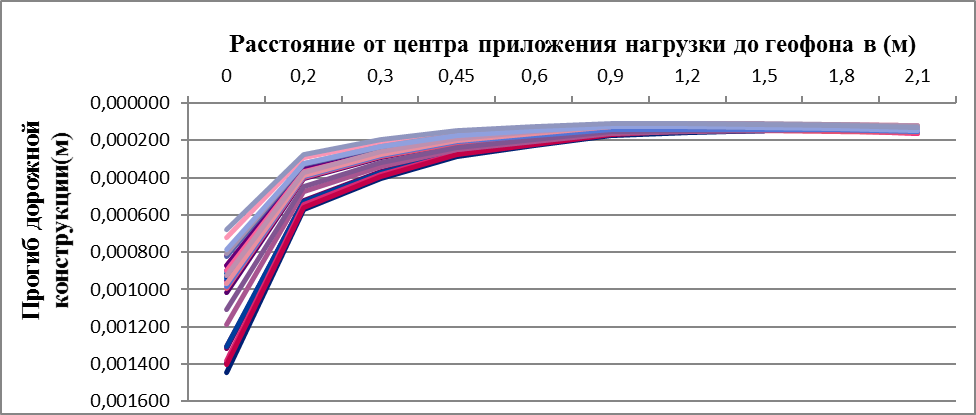 Расстояние от центра приложения нагрузки до геофона в (м)
0 0,2 0,3 0,45 0,6 0,9 1,2 1,5 1,8 2,1
Прогиб дорожной
конструкции(м)
0,000000
0,000200
0,000400
0,000600
0,000800
0,001000
0,001200
0,001400
0,001600